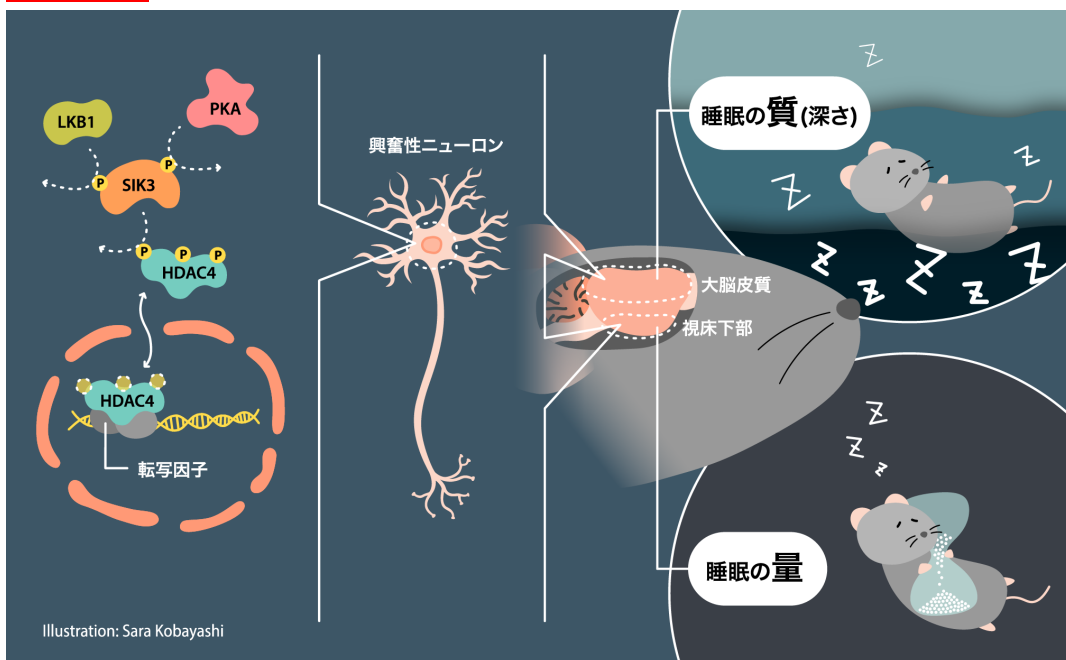 LKB1
PKA
P
P
SIK3
P
P
P
HDAC4
HDAC4
転写因子
興奮性ニューロン
大脳皮質
視床下部
睡眠の質(深さ)
Z
Z
Z
Z
Z
Z
Z
Z
睡眠の量
Z
Z
Z
Illustration: Sara Kobayashi